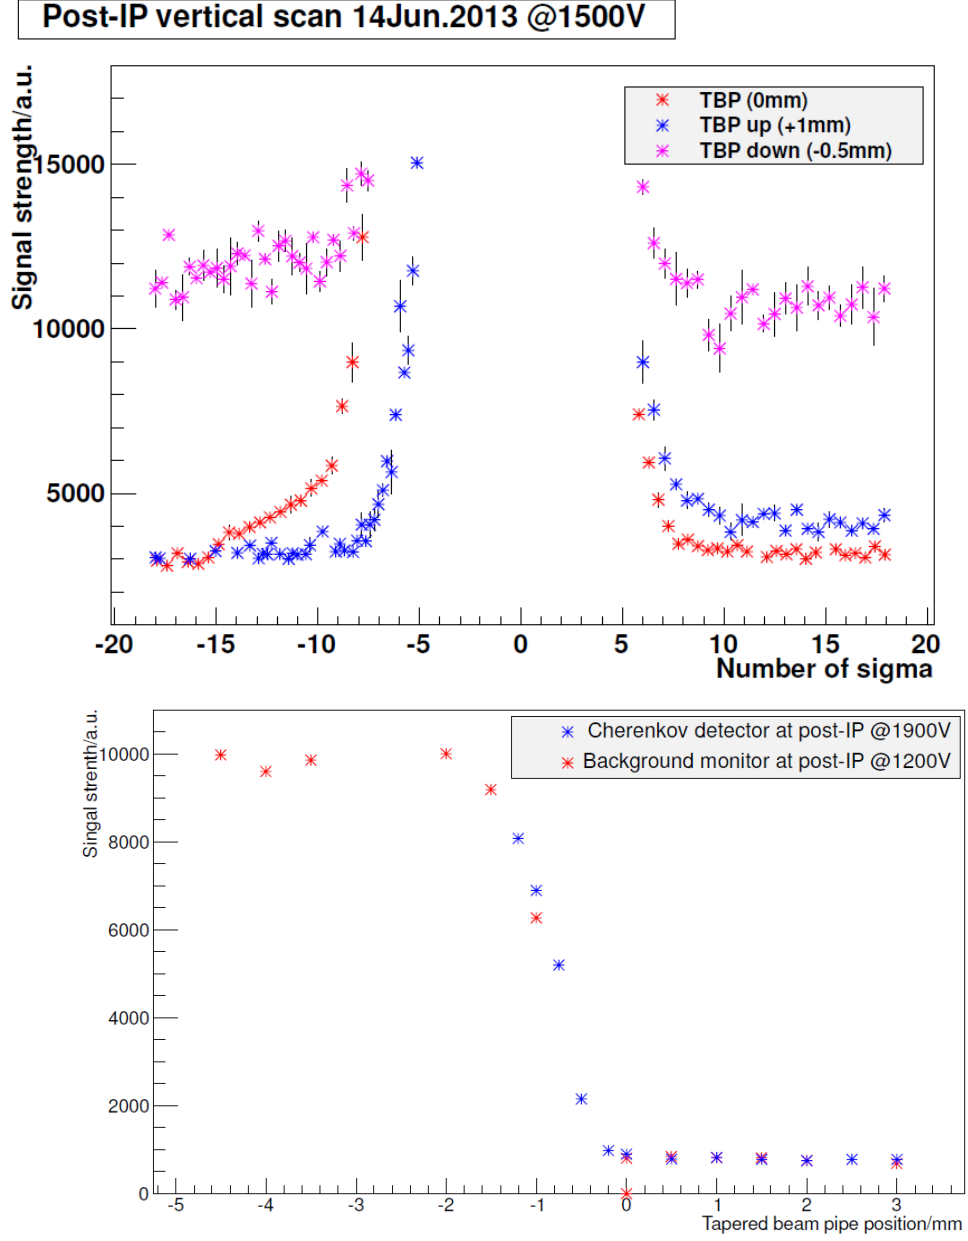 Post-IP vertical scan 14Jun.2013 @1500V
Signal strength/a.u.
TBP (0mm)
TBP up (+1mm)
TBP down (-0.5mm)
15000
10000
5000
-20 -15 -10 -5 0 5 10 15 20
Number of sigma
Singal strenth/a.u.
Cherenkov detector at post-IP @1900V
Background monitor at post-IP @1200V
10000
8000
6000
4000
2000
0
-5 -4 -3 -2 -1 0 1 2 3
Tapered beam pipe position/mm